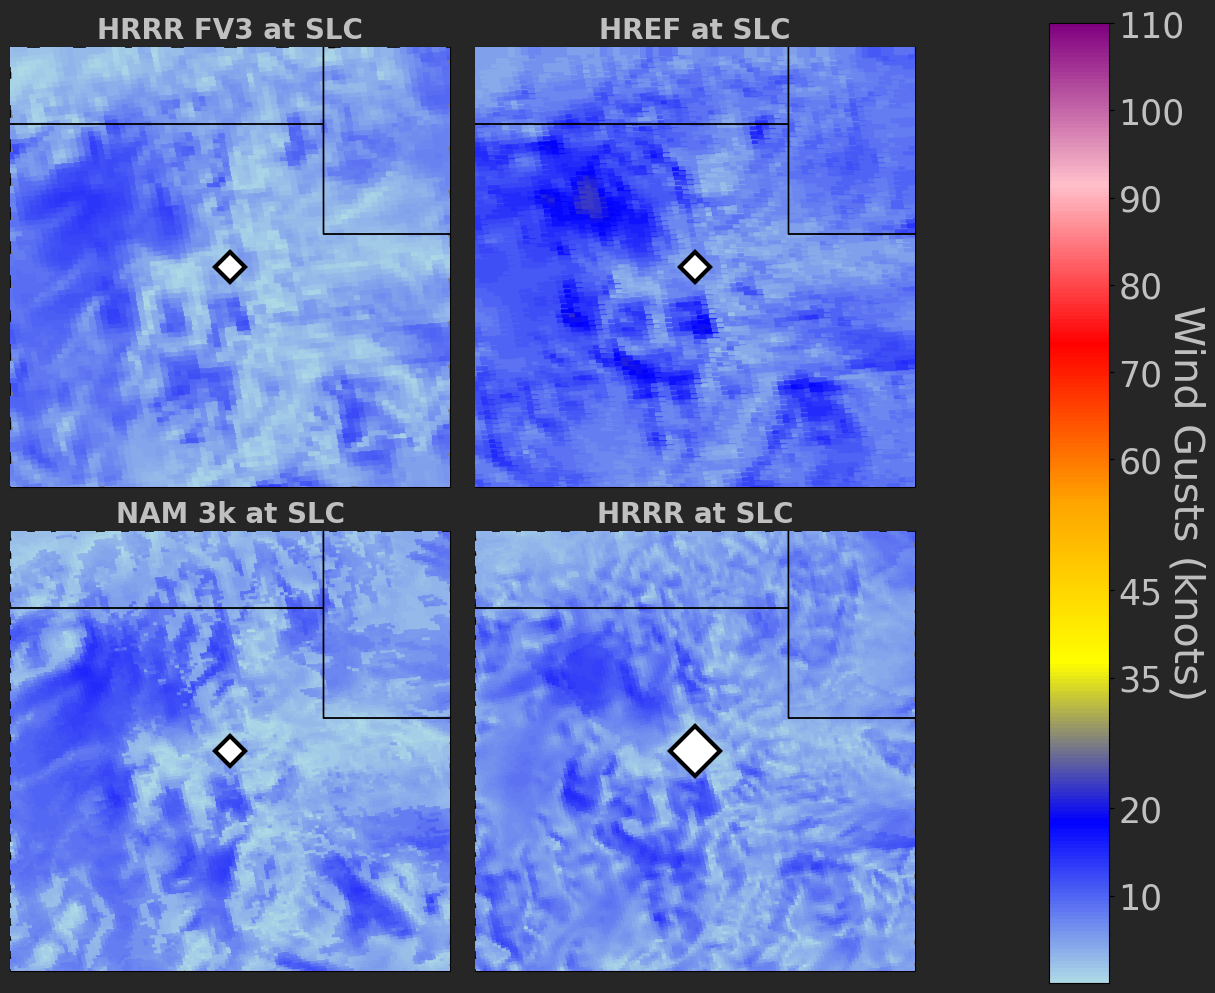 HRRR FV3 at SLC
HREF at SLC
NAM 3k at SLC
HRRR at SLC
110
100
90
80
70
60
45
35
20
10
Wind Gusts (knots)